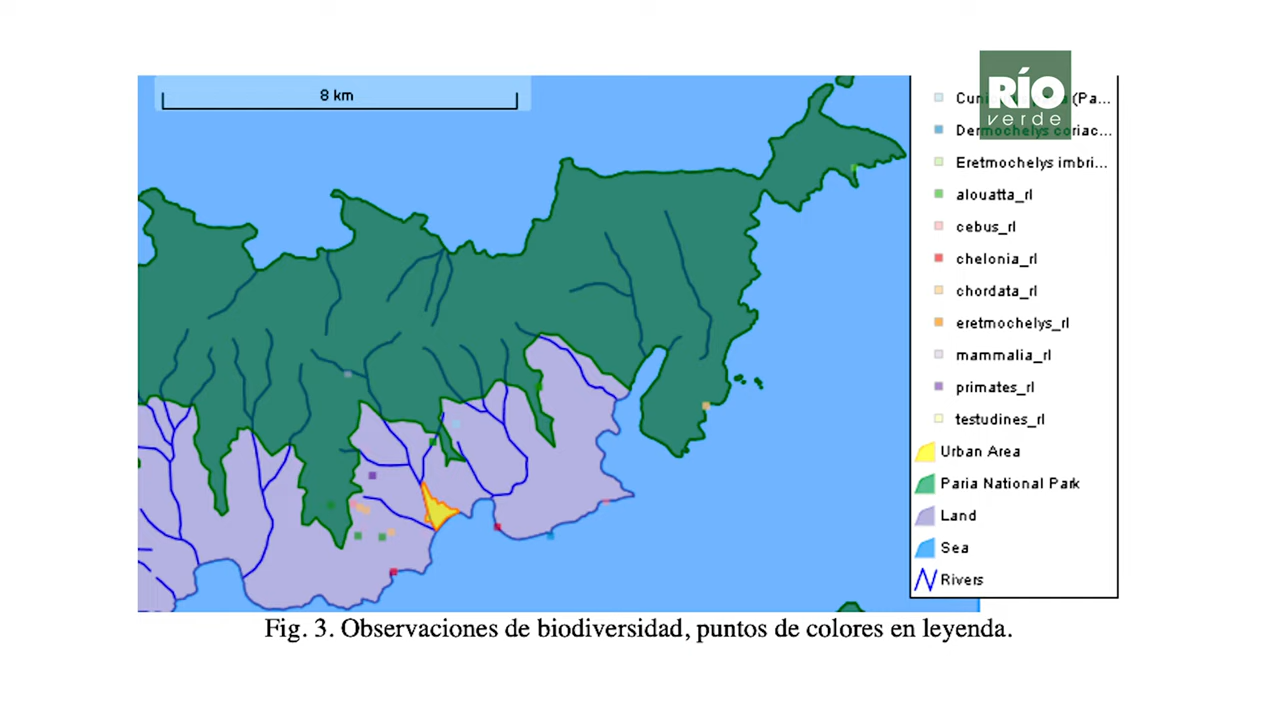 RÍO
verde
8 km
(Pa...
Dermochelys coriac...
Eretmochelys imbri...
alouatta_rl
cebus_rl
chelonia_rl
chordata_rl
eretmochelys_rl
mammalia_rl
primates_rl
testudines_rl
Urban Area
Paria National Park
Land
Sea
Rivers
Fig. 3. Observaciones de biodiversidad, puntos de colores en leyenda.